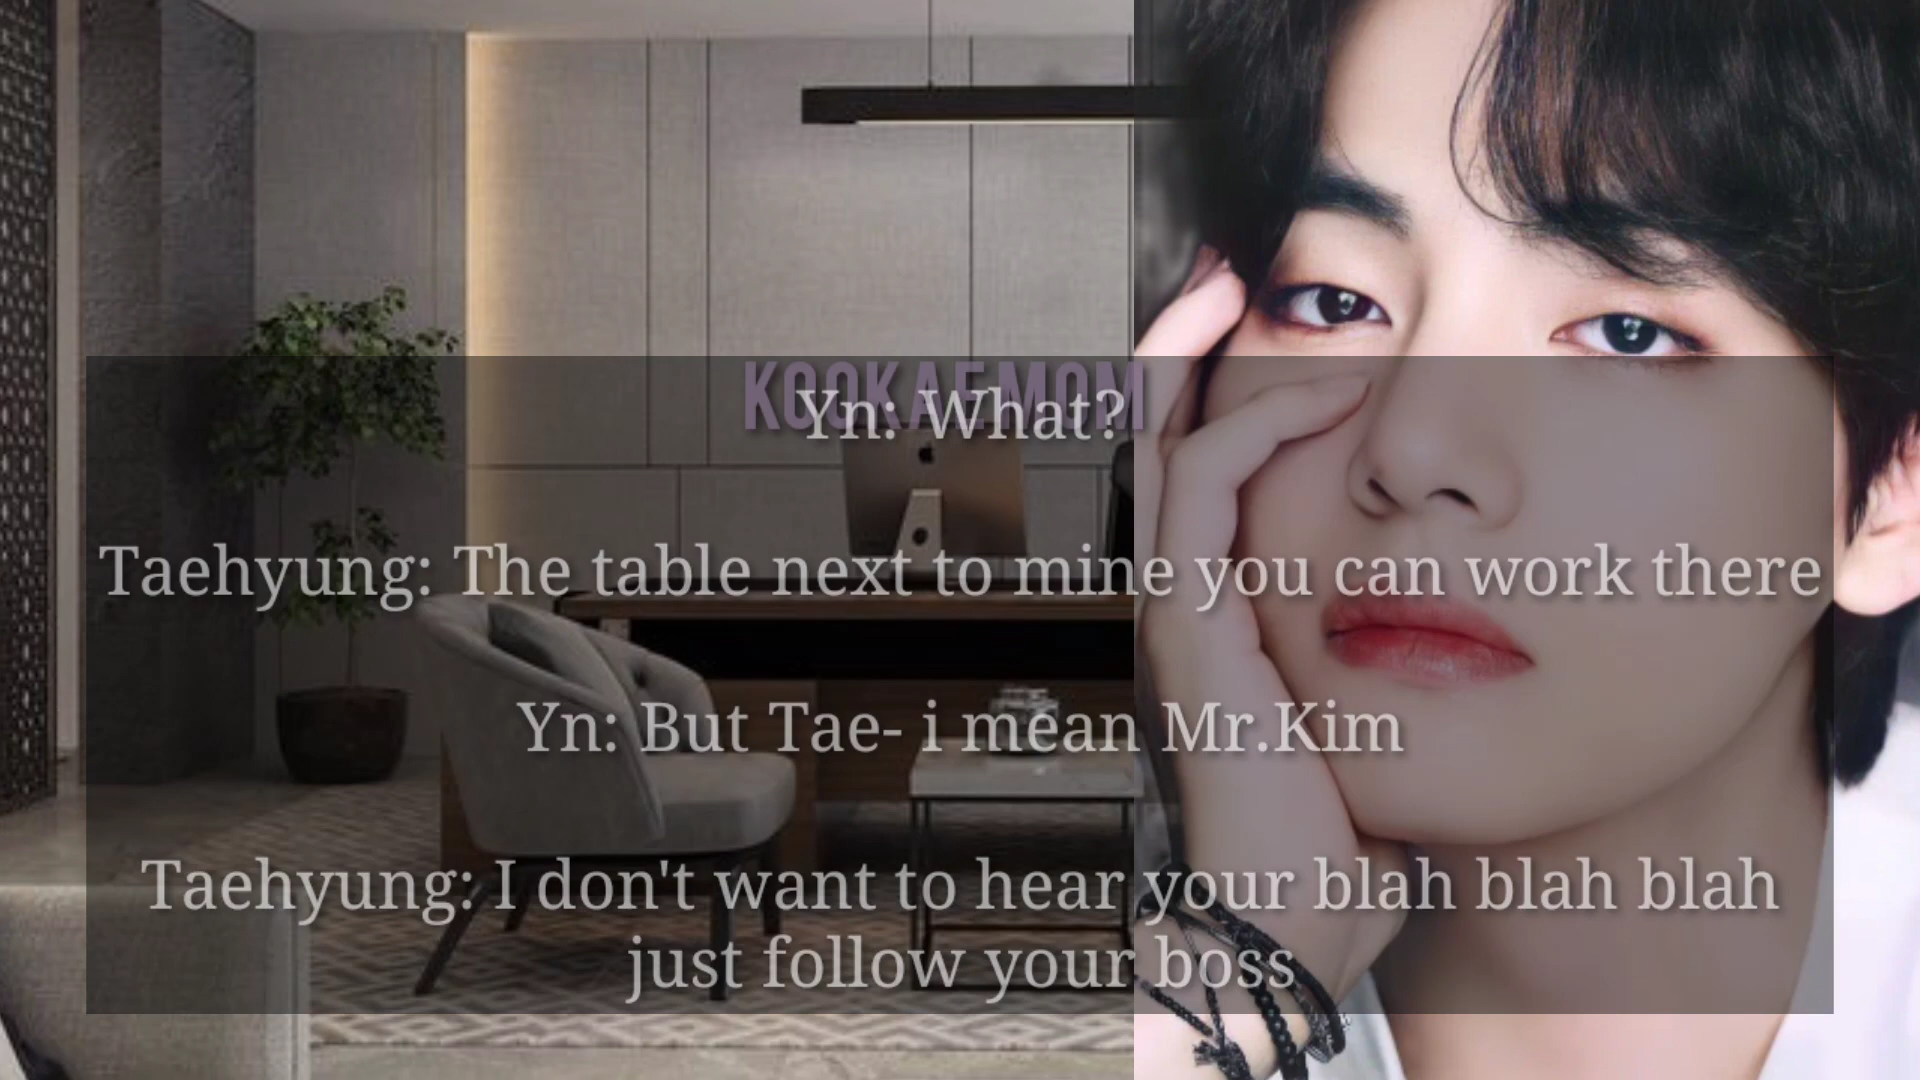 KOOKAEMOM
Yn: What?
Taehyung: The table next to mine you can work there
Yn: But Tae- i mean Mr.Kim
Taehyung: I don't want to hear your blah blah blah
just follow your boss